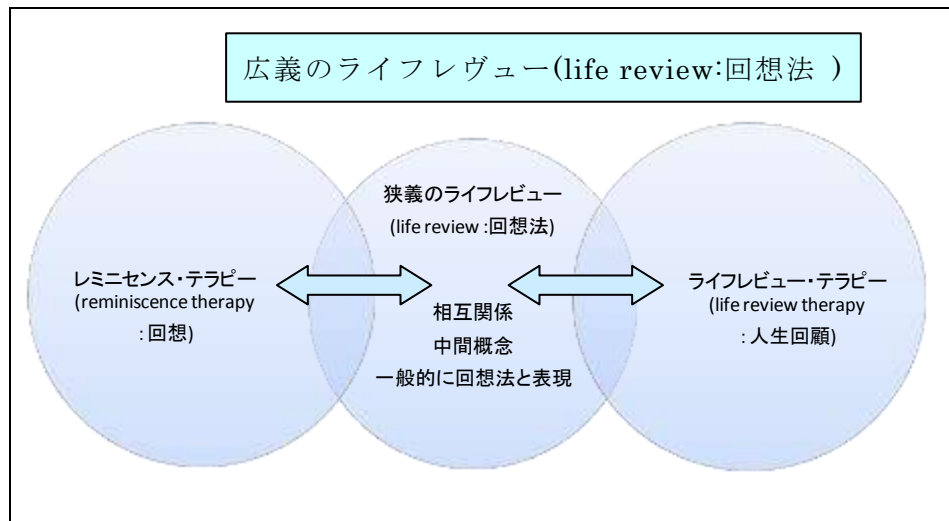 広義のライフレヴュー(life review:回想法 )
狭義のライフレビュー
(life review :回想法)
レミニセンス・テラピー
(reminiscence therapy
: 回想)
相互関係
中間概念
一般的に回想法と表現
ライフレビュー・テラピー
(life review therapy
: 人生回顧)